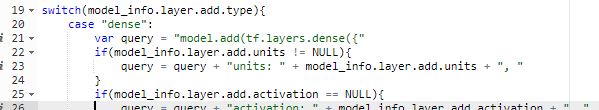 19 switch(model_info.layer.add.type){
20 case "dense":
21 var query = "model.add(tf.layers.dense({"
22 if(model_info.layer.add.units != NULL){
23 query = query + "units: " + model_info.layer.add.units + ", "
24 }
25 if(model_info.layer.add.activation == NULL){
26 query = query + "activation: " + model_info.layer.add.activation + ", "